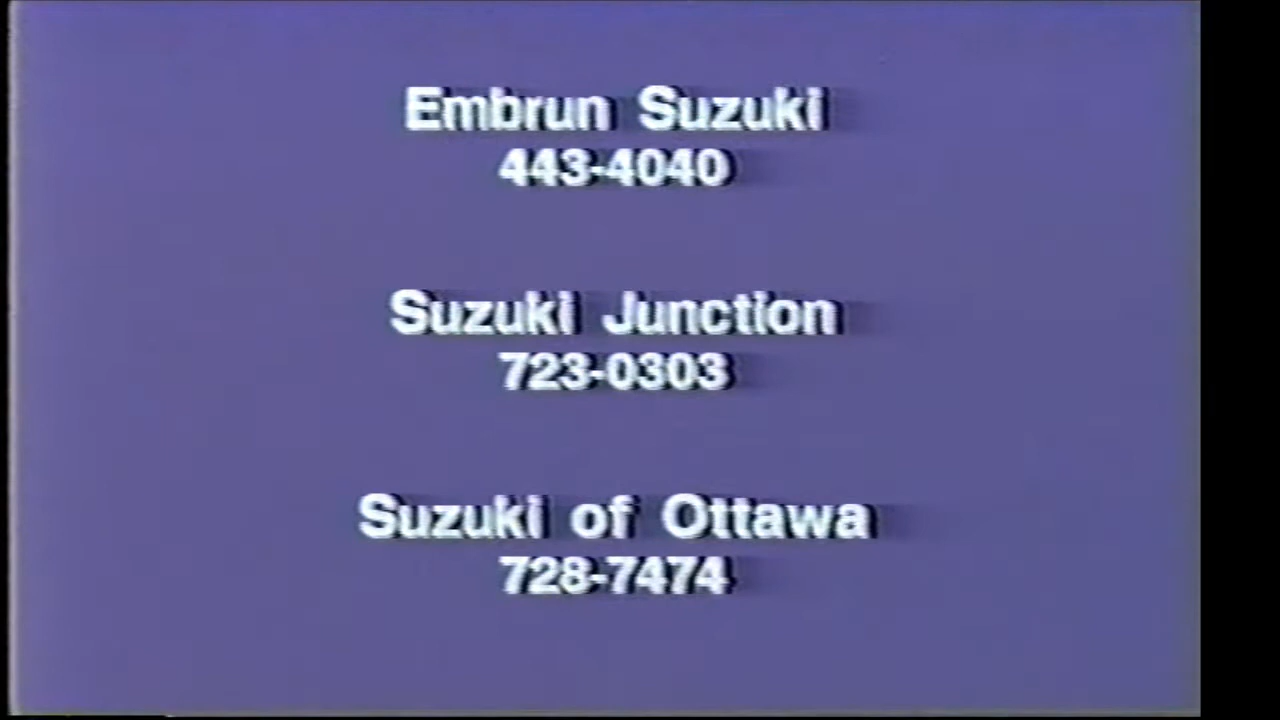 Embrun Suzuki
443-4040
Suzuki Junction
723-0303
Suzuki of Ottawa
728-7474